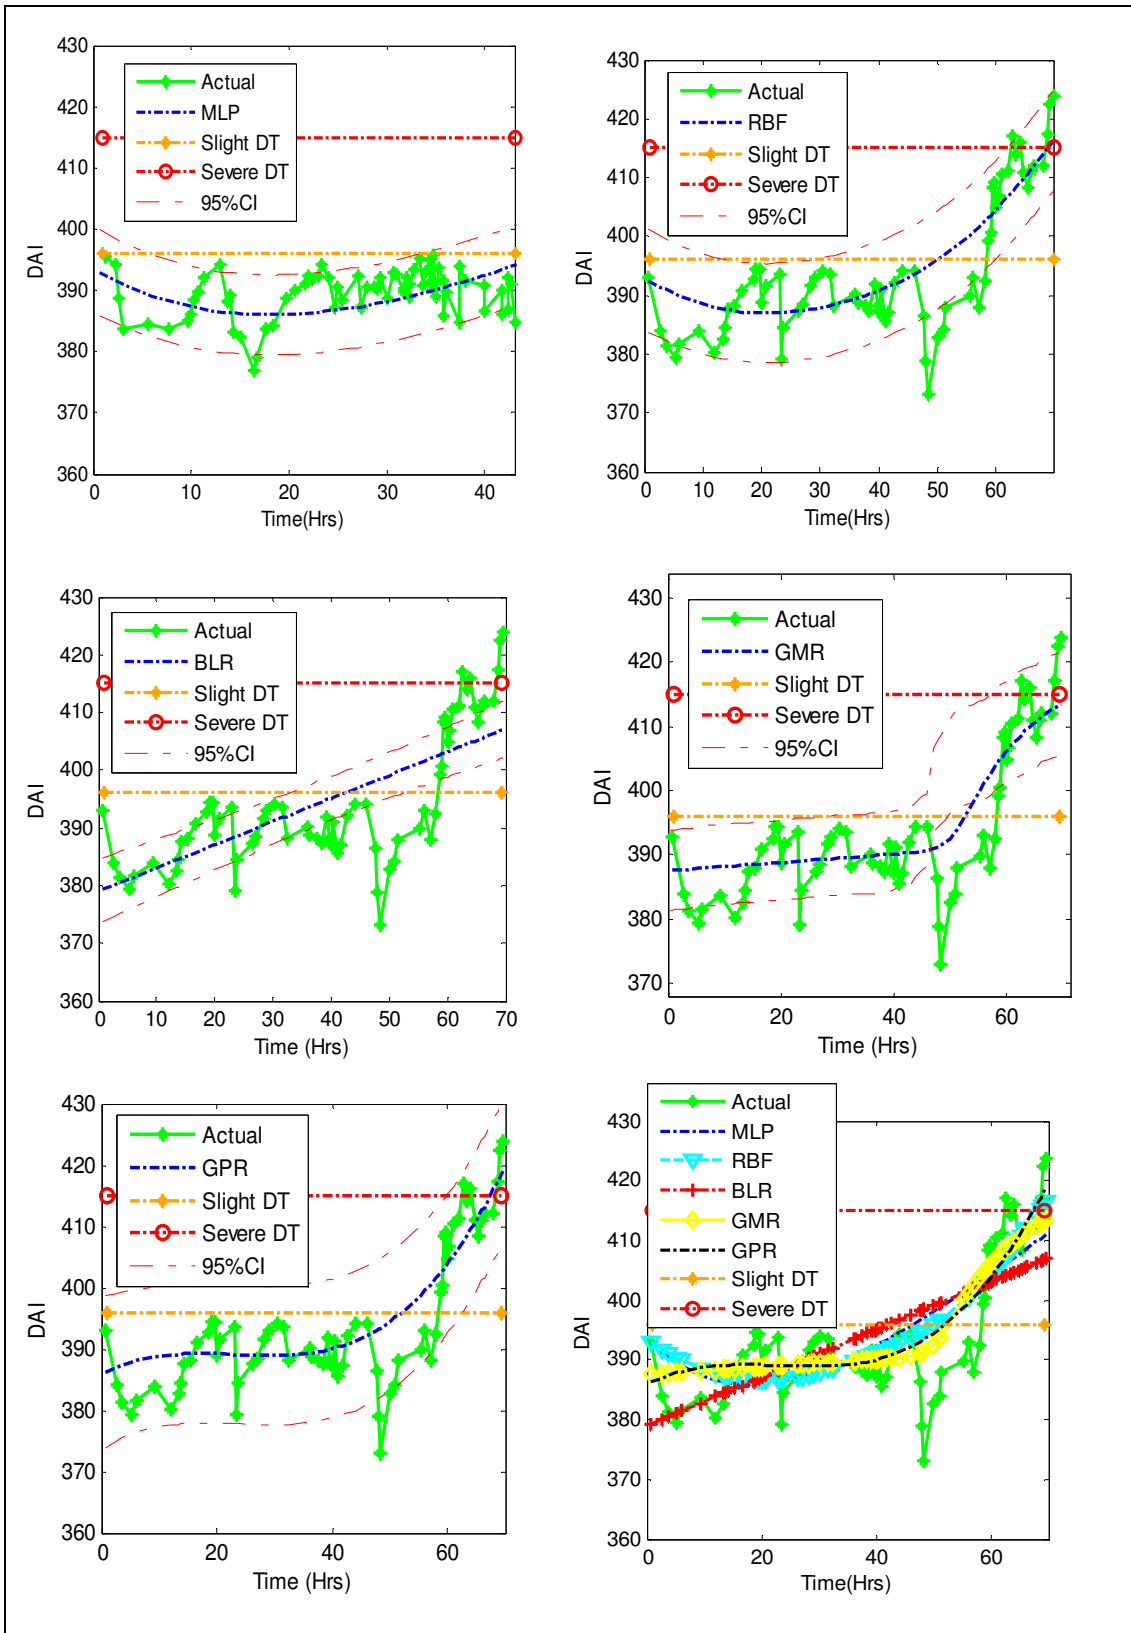 430
420
410
400
390
380
370
360
DAI
Actual
MLP
Slight DT
Severe DT
95%CI
0 10 20 30 40
Time(Hrs)
430
420
410
400
390
380
370
360
DAI
Actual
RBF
Slight DT
Severe DT
95%CI
0 10 20 30 40 50 60
Time(Hrs)
430
420
410
400
390
380
370
360
DAI
Actual
BLR
Slight DT
Severe DT
95%CI
0 10 20 30 40 50 60 70
Time (Hrs)
430
420
410
400
390
380
370
DAI
Actual
GMR
Slight DT
Severe DT
95%CI
0 20 40 60
Time (Hrs)
430
420
410
400
390
380
370
360
DAI
Actual
GPR
Slight DT
Severe DT
95%CI
0 20 40 60
Time (Hrs)
430
420
410
400
390
380
370
360
DAI
Actual
MLP
RBF
BLR
GMR
GPR
Slight DT
Severe DT
0 20 40 60
Time(Hrs)